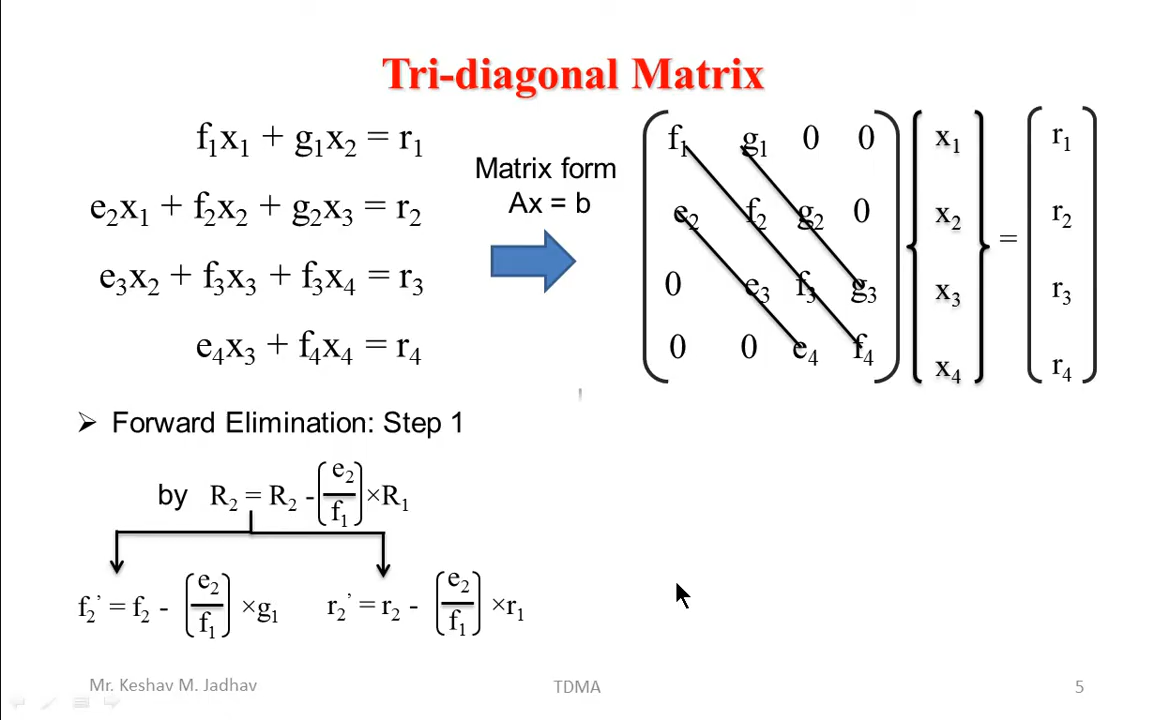 Tri-diagonal Matrix
f₁x₁ + g₁x₂ = r₁
e₂x₁ + f₂x₂ + g₂x₃ = r₂
e₃x₂ + f₃x₃ + f₃x₄ = r₃
e₄x₃ + f₄x₄ = r₄
Matrix form
Ax = b
f₁ g₁ 0 0 x₁ r₁
e₂ f₂ g₂ 0 x₂ = r₂
0 e₃ f₃ g₃ x₃ r₃
0 0 e₄ f₄ x₄ r₄
➢ Forward Elimination: Step 1
by R₂ = R₂ - (e₂/f₁) ×R₁
f₂’ = f₂ - (e₂/f₁) ×g₁ r₂’ = r₂ - (e₂/f₁) ×r₁
Mr. Keshav M. Jadhav TDMA 5